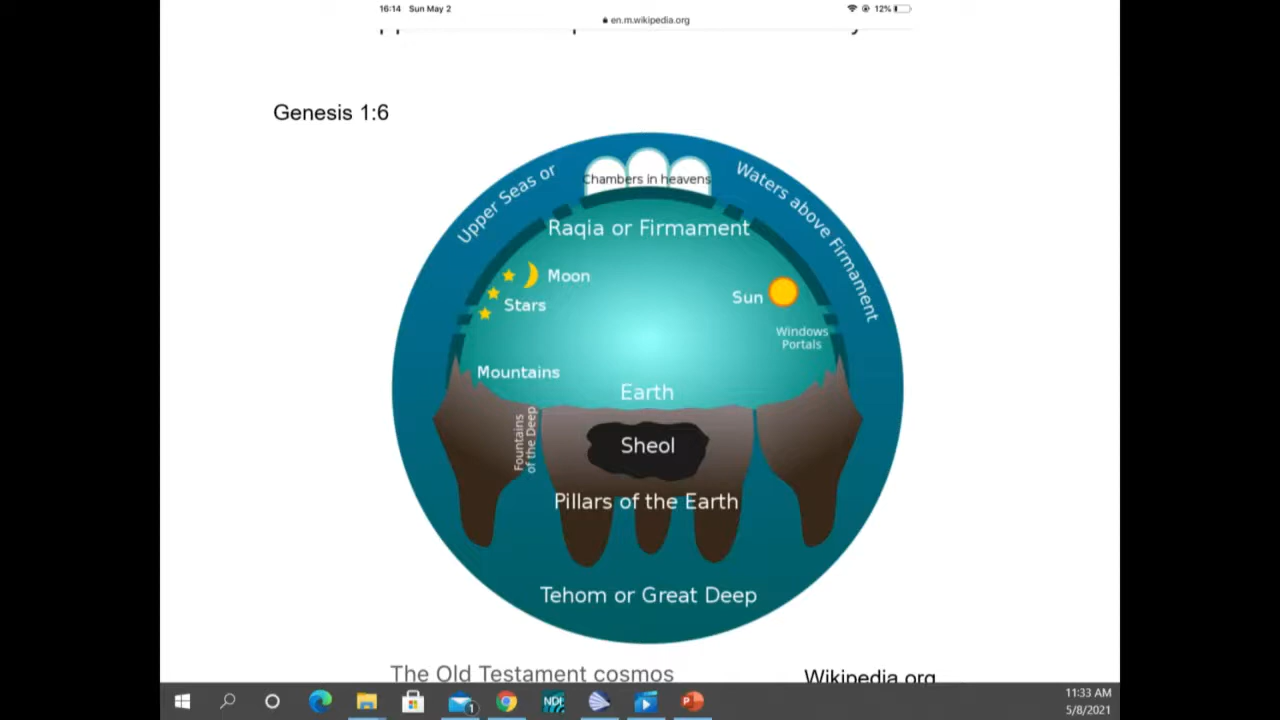 16:14 Sun May 2
12%
en.m.wikipedia.org
Genesis 1:6
Upper Seas or
Waters above Firmament
Chambers in heavens
Raqia or Firmament
Moon
Stars
Sun
Windows
Portals
Mountains
Earth
Fountains
of the Deep
Sheol
Pillars of the Earth
Tehom or Great Deep
The Old Testament cosmos
Wikipedia.org
NDI
1
11:33 AM
5/8/2021